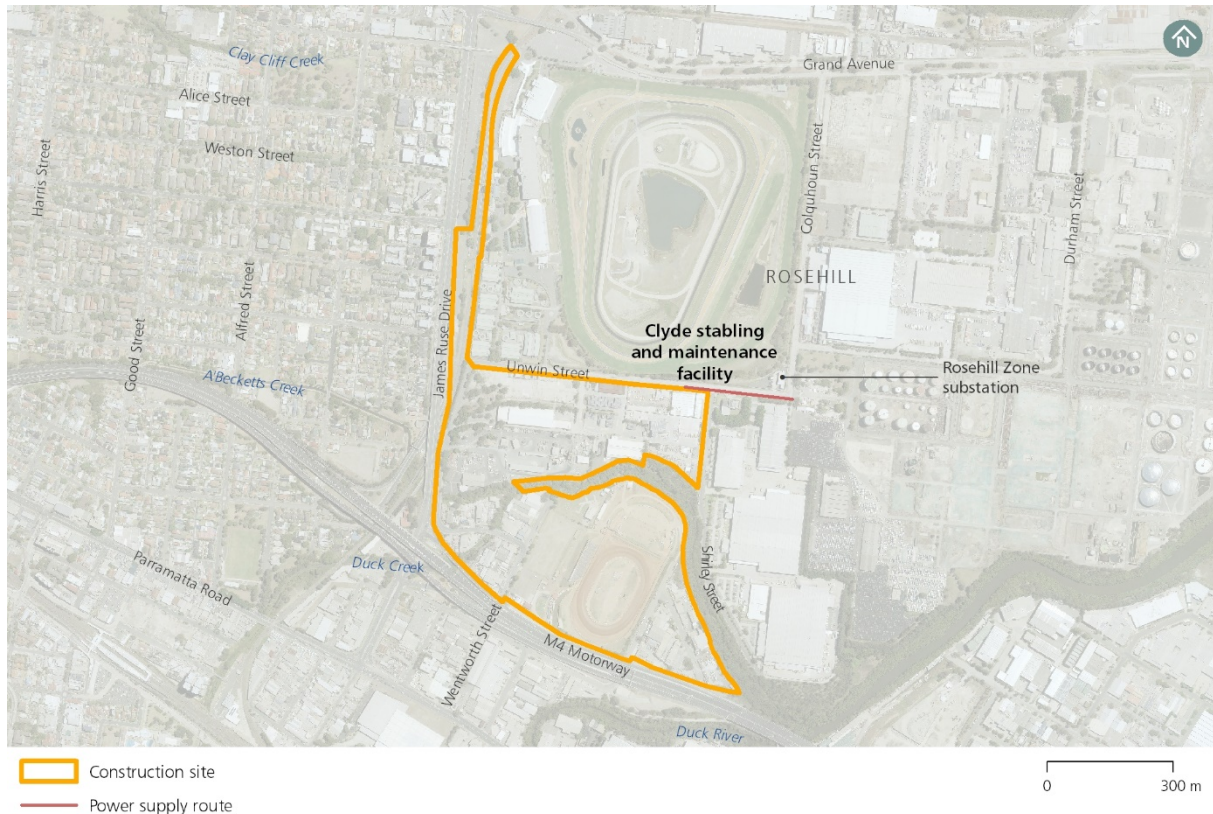 N
Clay Cliff Creek
Grand Avenue
Alice Street
Weston Street
Harris Street
Colquhoun Street
Durham Street
ROSEHILL
Alfred Street
James Ruse Drive
Good Street
Clyde stabling
and maintenance
facility
Unwin Street
Rosehill Zone
substation
A'Becketts Creek
Duck Creek
Parramatta Road
Shirley Street
Wentworth Street
M4 Motorway
Duck River
Construction site
Power supply route
0
300 m